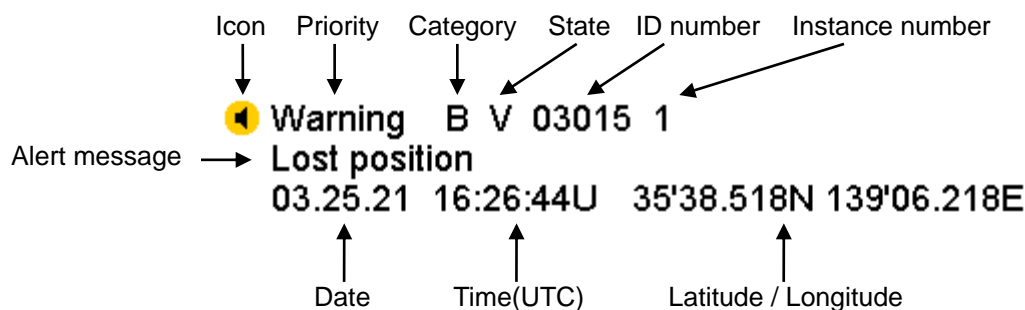 Icon Priority Category State ID number Instance number
Warning B V 03015 1
Alert message Lost position
03.25.21 16:26:44U 35'38.518N 139'06.218E
Date Time(UTC) Latitude / Longitude